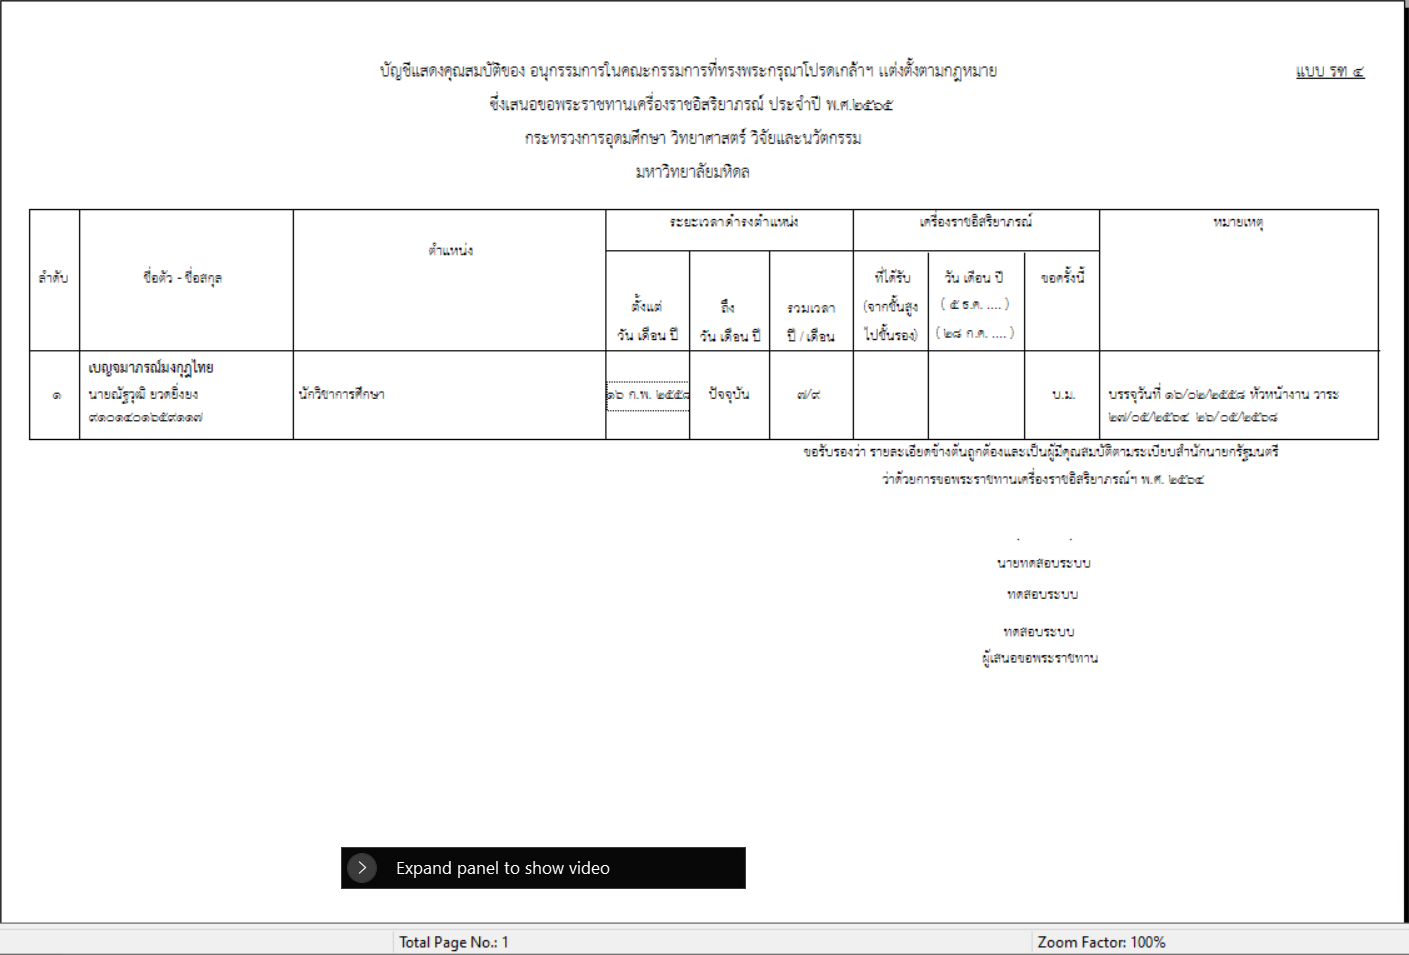 บัญชีแสดงคุณสมบัติของ อนุกรรมการในคณะกรรมการที่ทรงพระกรุณาโปรดเกล้าฯ แต่งตั้งตามกฎหมาย
แบบ รฑ ๔
ซึ่งเสนอขอพระราชทานเครื่องราชอิสริยาภรณ์ ประจำปี พ.ศ.๒๕๖๕
กระทรวงการอุดมศึกษา วิทยาศาสตร์ วิจัยและนวัตกรรม
มหาวิทยาลัยมหิดล
ลำดับ
ชื่อตัว - ชื่อสกุล
ตำแหน่ง
ระยะเวลาดำรงตำแหน่ง
ตั้งแต่
วัน เดือน ปี
ถึง
วัน เดือน ปี
รวมเวลา
ปี / เดือน
เครื่องราชอิสริยาภรณ์
ที่ได้รับ
(จากชั้นสูง
ไปชั้นรอง)
วัน เดือน ปี
( ๕ ธ.ค. .... )
( ๒๘ ก.ค. .... )
ขอครั้งนี้
หมายเหตุ
เบญจมาภรณ์มงกุฎไทย
๑
นายณัฐวุฒิ ยวดยิ่งยง
๙๑๐๑๔๐๑๖๕๙๑๑๗
นักวิชาการศึกษา
๑๖ ก.พ. ๒๕๕๘
ปัจจุบัน
๗/๙
บ.ม.
บรรจุวันที่ ๑๖/๐๒/๒๕๕๘ หัวหน้างาน วาระ
๒๗/๐๕/๒๕๖๔ ๒๖/๐๕/๒๕๖๘
ขอรับรองว่า รายละเอียดข้างต้นถูกต้องและเป็นผู้มีคุณสมบัติตามระเบียบสำนักนายกรัฐมนตรี
ว่าด้วยการขอพระราชทานเครื่องราชอิสริยาภรณ์ฯ พ.ศ. ๒๕๖๔
นายทดสอบระบบ
ทดสอบระบบ
ทดสอบระบบ
ผู้เสนอขอพระราชทาน
Expand panel to show video
Total Page No.: 1
Zoom Factor: 100%